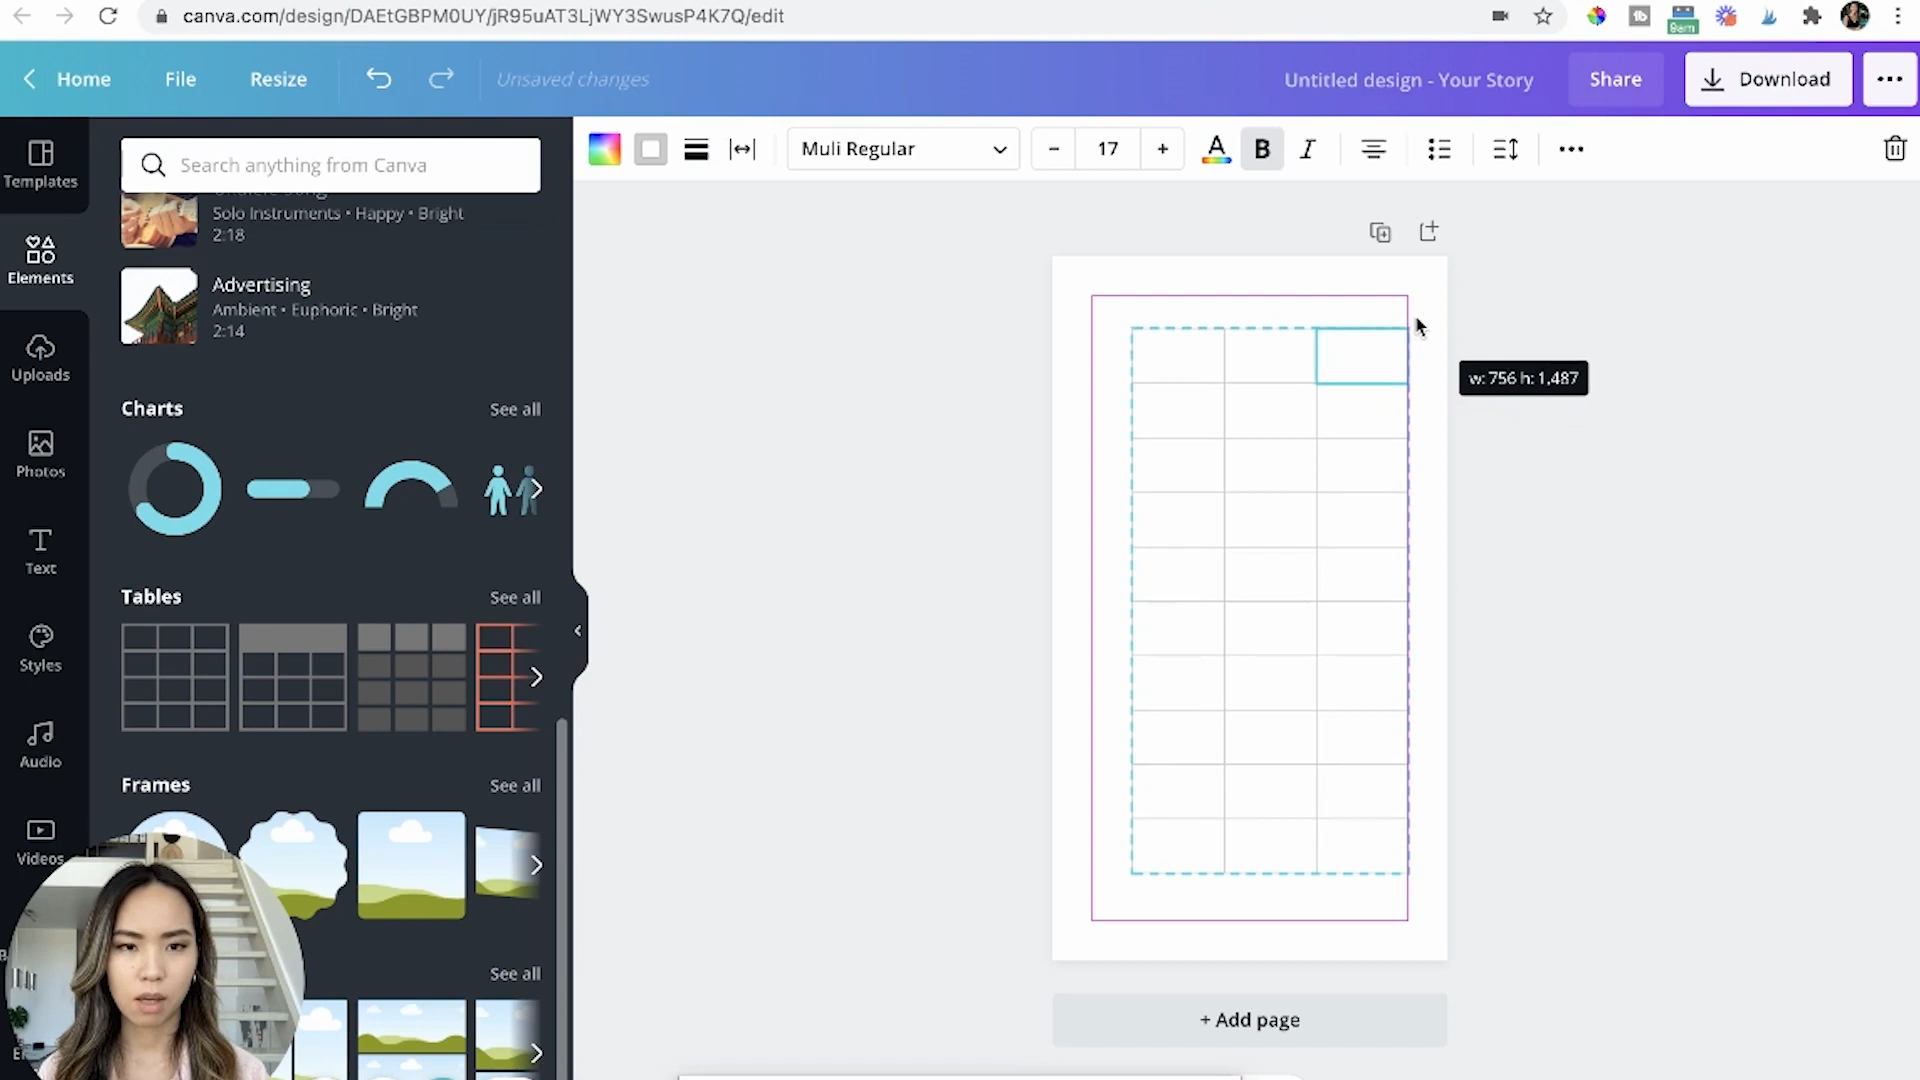 canva.com/design/DAEtGBPM0UY/jR95uAT3LjWY3SwusP4K7Q/edit
9am
Home
File
Resize
Unsaved changes
Untitled design - Your Story
Share
Download
Templates
Elements
Uploads
Photos
Text
Styles
Audio
Videos
Search anything from Canva
Solo Instruments • Happy • Bright
2:18
Advertising
Ambient • Euphoric • Bright
2:14
Charts
See all
Tables
See all
Frames
See all
See all
Muli Regular
17
w: 756 h: 1,487
+ Add page